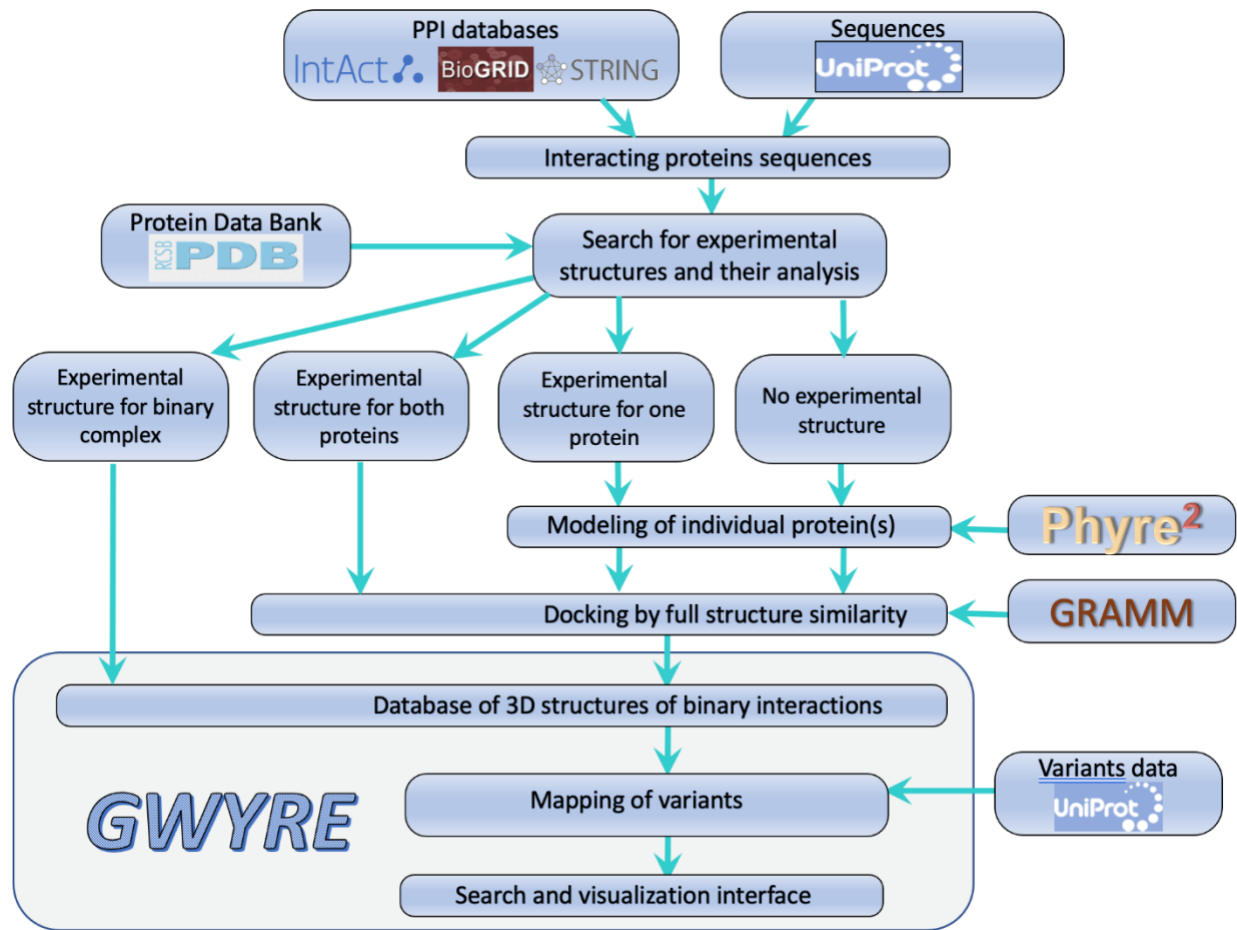 PPI databases
IntAct BioGRID STRING
Sequences
UniProt
Interacting proteins sequences
Protein Data Bank
RCSB PDB
Search for experimental
structures and their analysis
Experimental
structure for binary
complex
Experimental
structure for both
proteins
Experimental
structure for one
protein
No experimental
structure
Modeling of individual protein(s)
Phyre2
Docking by full structure similarity
GRAMM
Database of 3D structures of binary interactions
GWYRE
Mapping of variants
Variants data
UniProt
Search and visualization interface